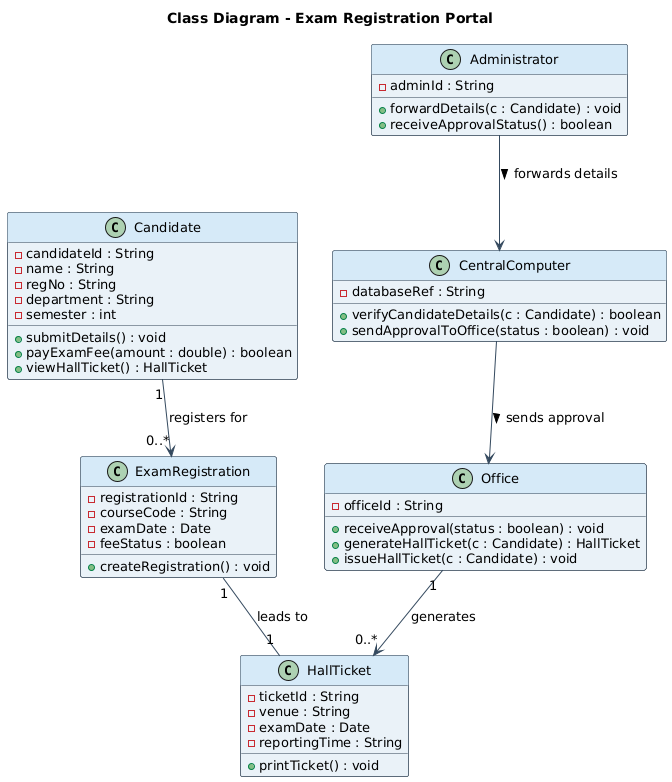 Class Diagram - Exam Registration Portal
C Administrator
adminId : String
forwardDetails(c : Candidate) : void
receiveApprovalStatus() : boolean
forwards details
C Candidate
candidateId : String
name : String
regNo : String
department : String
semester : int
submitDetails() : void
payExamFee(amount : double) : boolean
viewHallTicket() : HallTicket
C CentralComputer
databaseRef : String
verifyCandidateDetails(c : Candidate) : boolean
sendApprovalToOffice(status : boolean) : void
1
registers for
0..*
sends approval
C ExamRegistration
registrationId : String
courseCode : String
examDate : Date
feeStatus : boolean
createRegistration() : void
C Office
officeId : String
receiveApproval(status : boolean) : void
generateHallTicket(c : Candidate) : HallTicket
issueHallTicket(c : Candidate) : void
1
leads to
1
1
generates
0..*
C HallTicket
ticketId : String
venue : String
examDate : Date
reportingTime : String
printTicket() : void